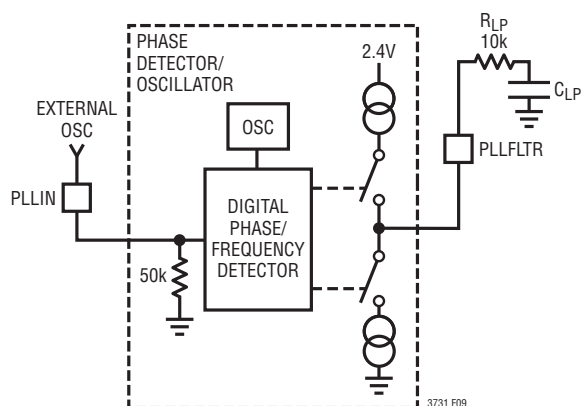 PHASE
DETECTOR/
OSCILLATOR
2.4V
R_LP
10k
C_LP
EXTERNAL
OSC
OSC
PLLFLTR
PLLIN
DIGITAL
PHASE/
FREQUENCY
DETECTOR
50k
3731 F09